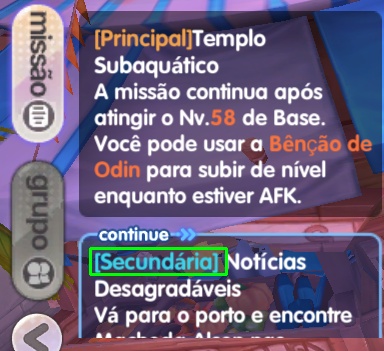 missão
grupo
[Principal]Templo
Subaquático
A missão continua após
atingir o Nv.58 de Base.
Você pode usar a Bênção de
Odin para subir de nível
enquanto estiver AFK.
continue
[Secundária] Notícias
Desagradáveis
Vá para o porto e encontre